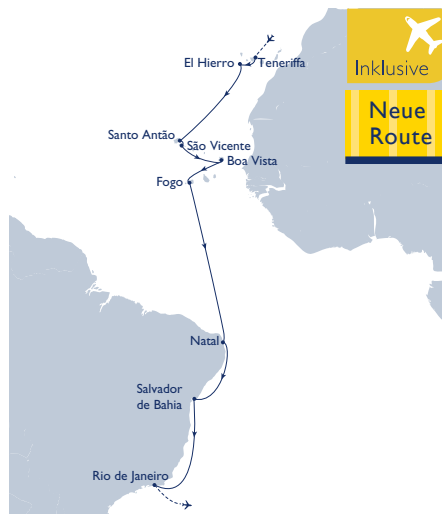 El Hierro
Teneriffa
Inklusive
Neue
Route
Santo Antão
São Vicente
Boa Vista
Fogo
Natal
Salvador
de Bahia
Rio de Janeiro